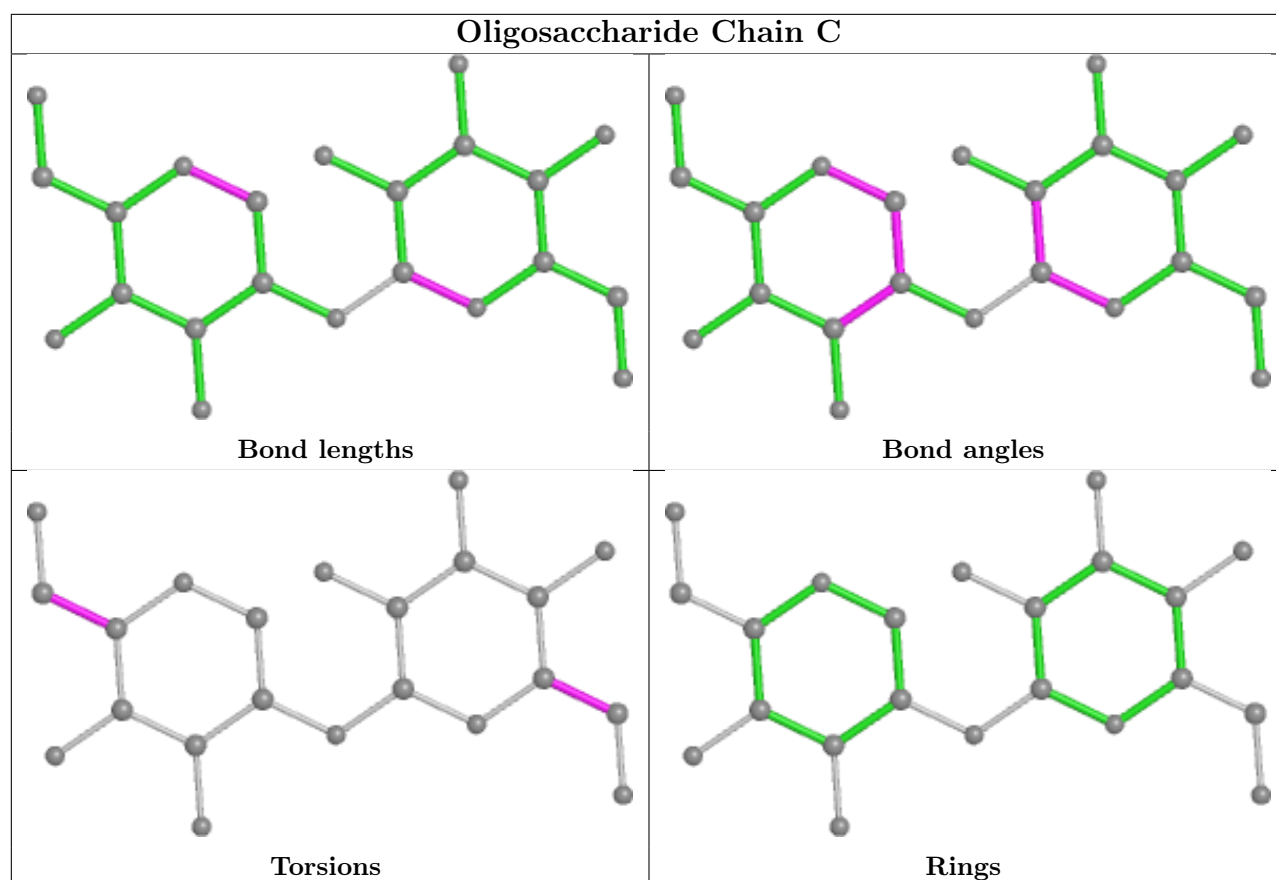 Oligosaccharide Chain C
Bond lengths
Bond angles
Torsions
Rings